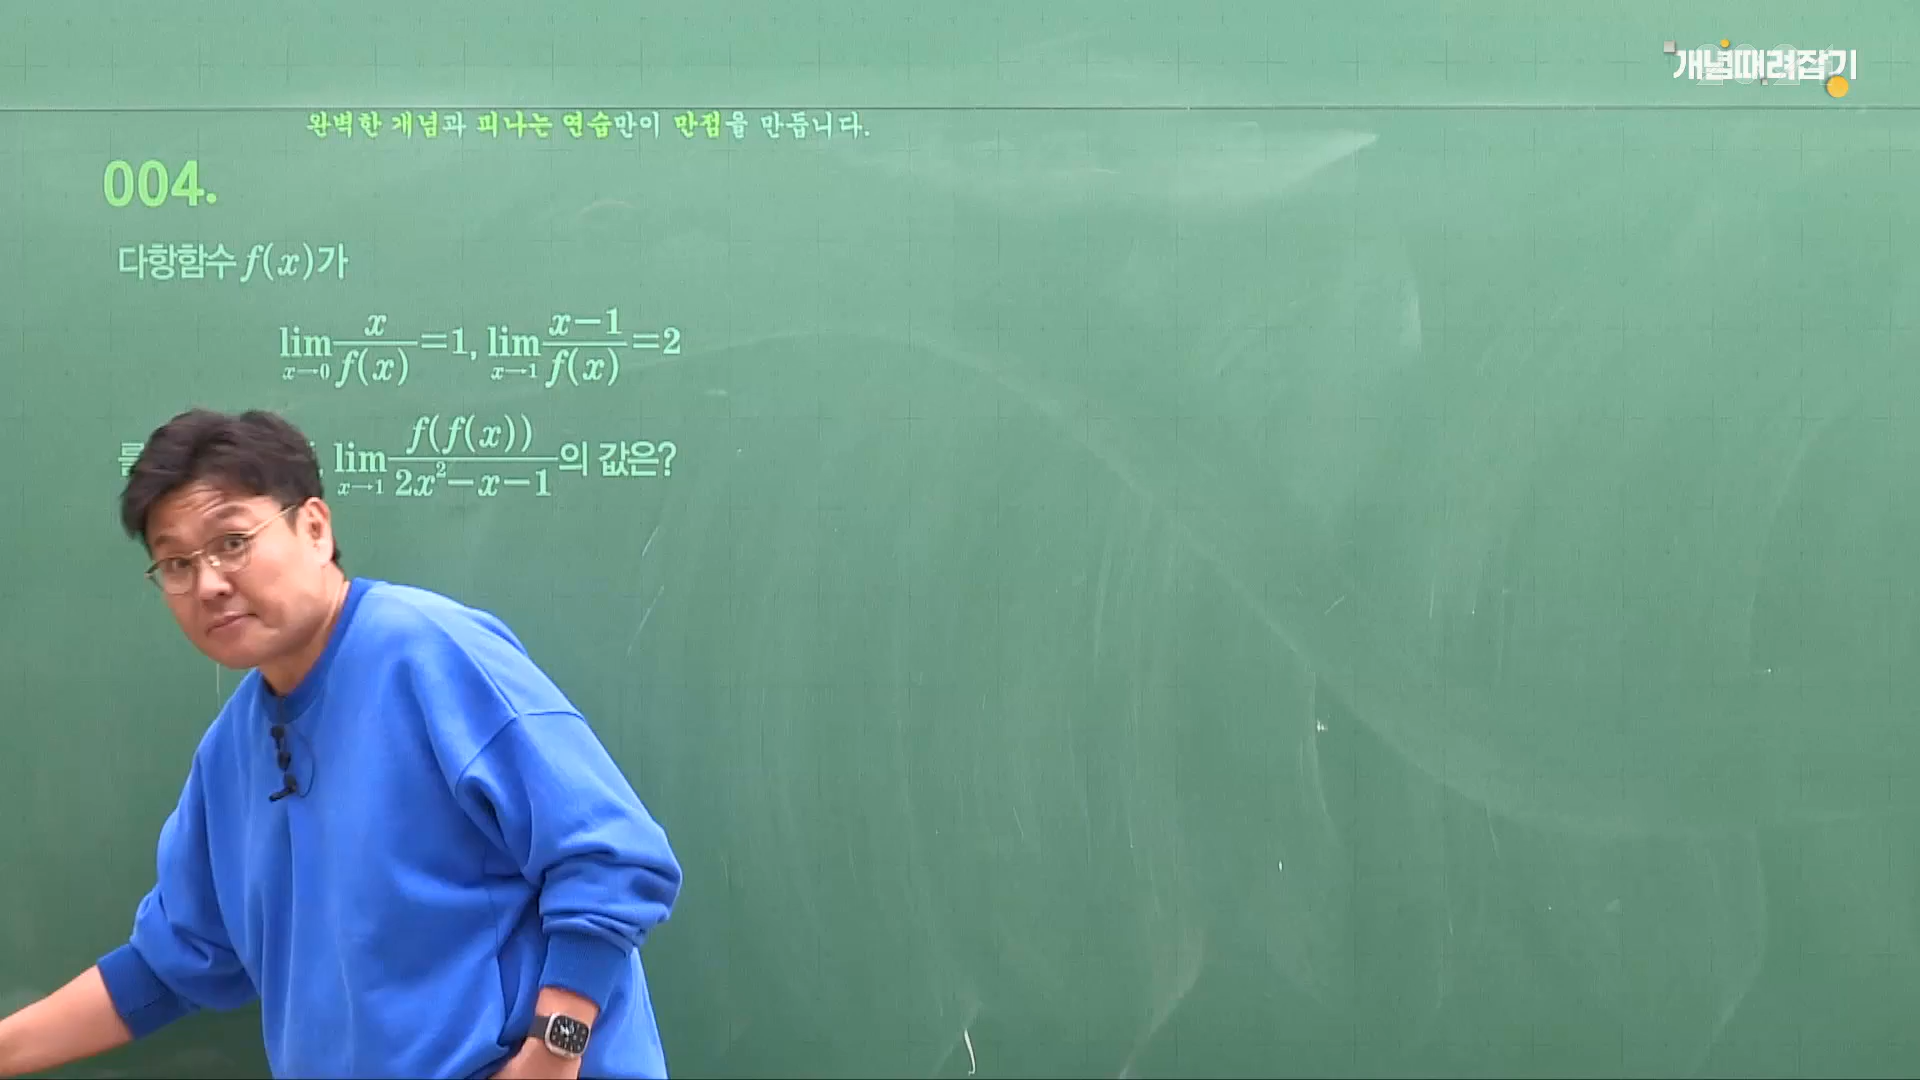 개념때려잡기
완벽한 개념과 피나는 연습만이 만점을 만듭니다.
004.
다항함수 f(x)가
lim_{x→0} x/f(x) =1, lim_{x→1} (x−1)/f(x) =2
를 lim_{x→1} f(f(x))/(2x²−x−1) 의 값은?